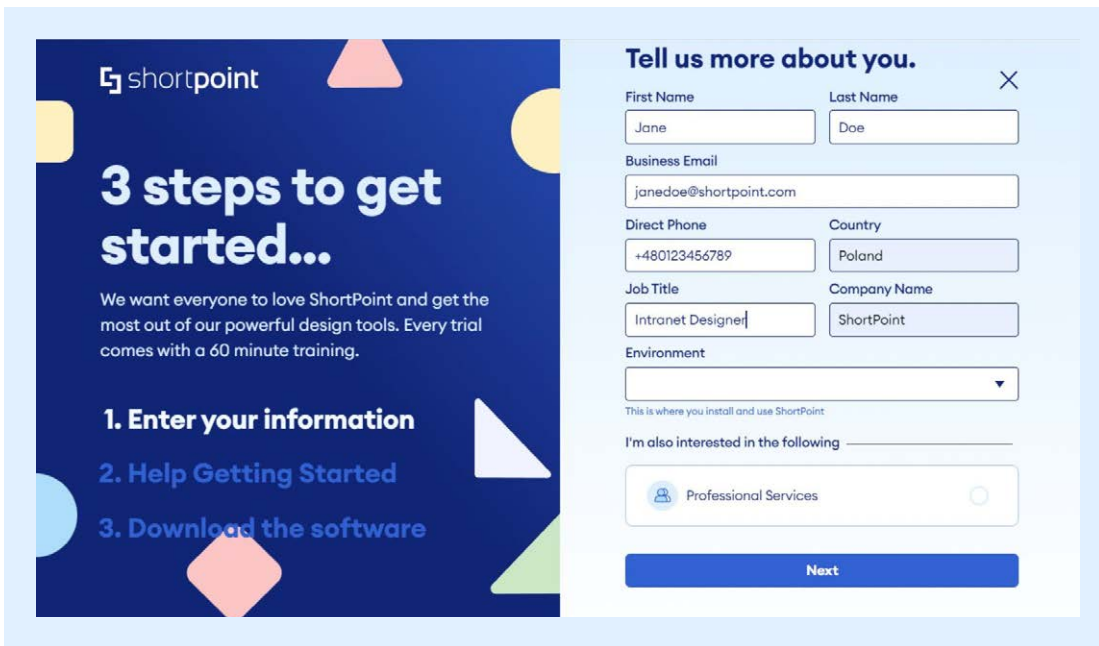 shortpoint
3 steps to get
started...
We want everyone to love ShortPoint and get the
most out of our powerful design tools. Every trial
comes with a 60 minute training.
1. Enter your information
2. Help Getting Started
3. Download the software
Tell us more about you.
First Name
Last Name
Jane
Doe
Business Email
janedoe@shortpoint.com
Direct Phone
Country
+480123456789
Poland
Job Title
Company Name
Intranet Designer
ShortPoint
Environment
This is where you install and use ShortPoint
I'm also interested in the following
Professional Services
Next